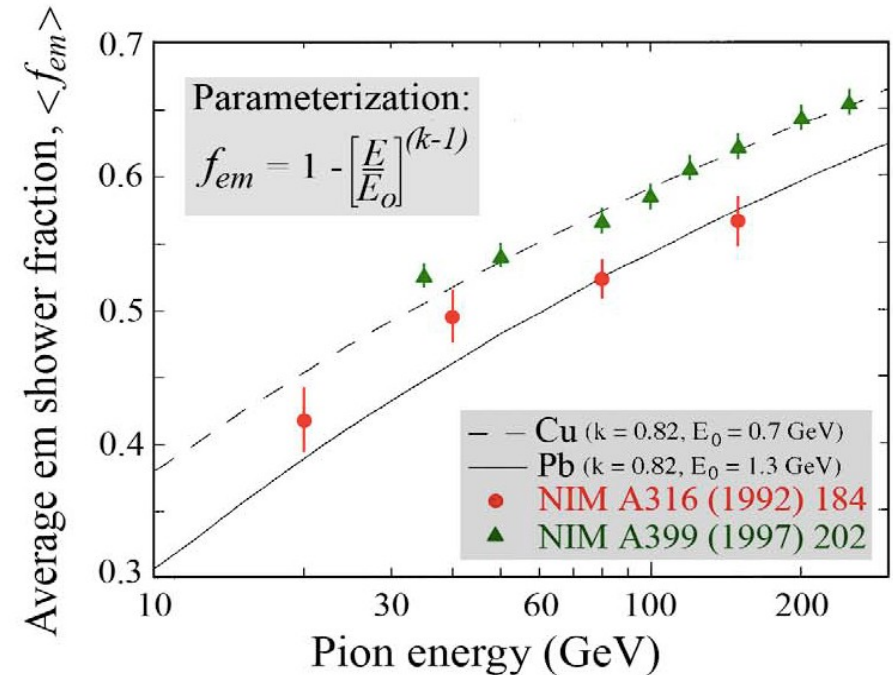 Average em shower fraction, <f_em>
0.7
0.6
0.5
0.4
0.3
Parameterization:
f_em = 1 - [E/E_o]^(k-1)
Cu (k = 0.82, E_0 = 0.7 GeV)
Pb (k = 0.82, E_0 = 1.3 GeV)
NIM A316 (1992) 184
NIM A399 (1997) 202
10 30 60 100 200
Pion energy (GeV)